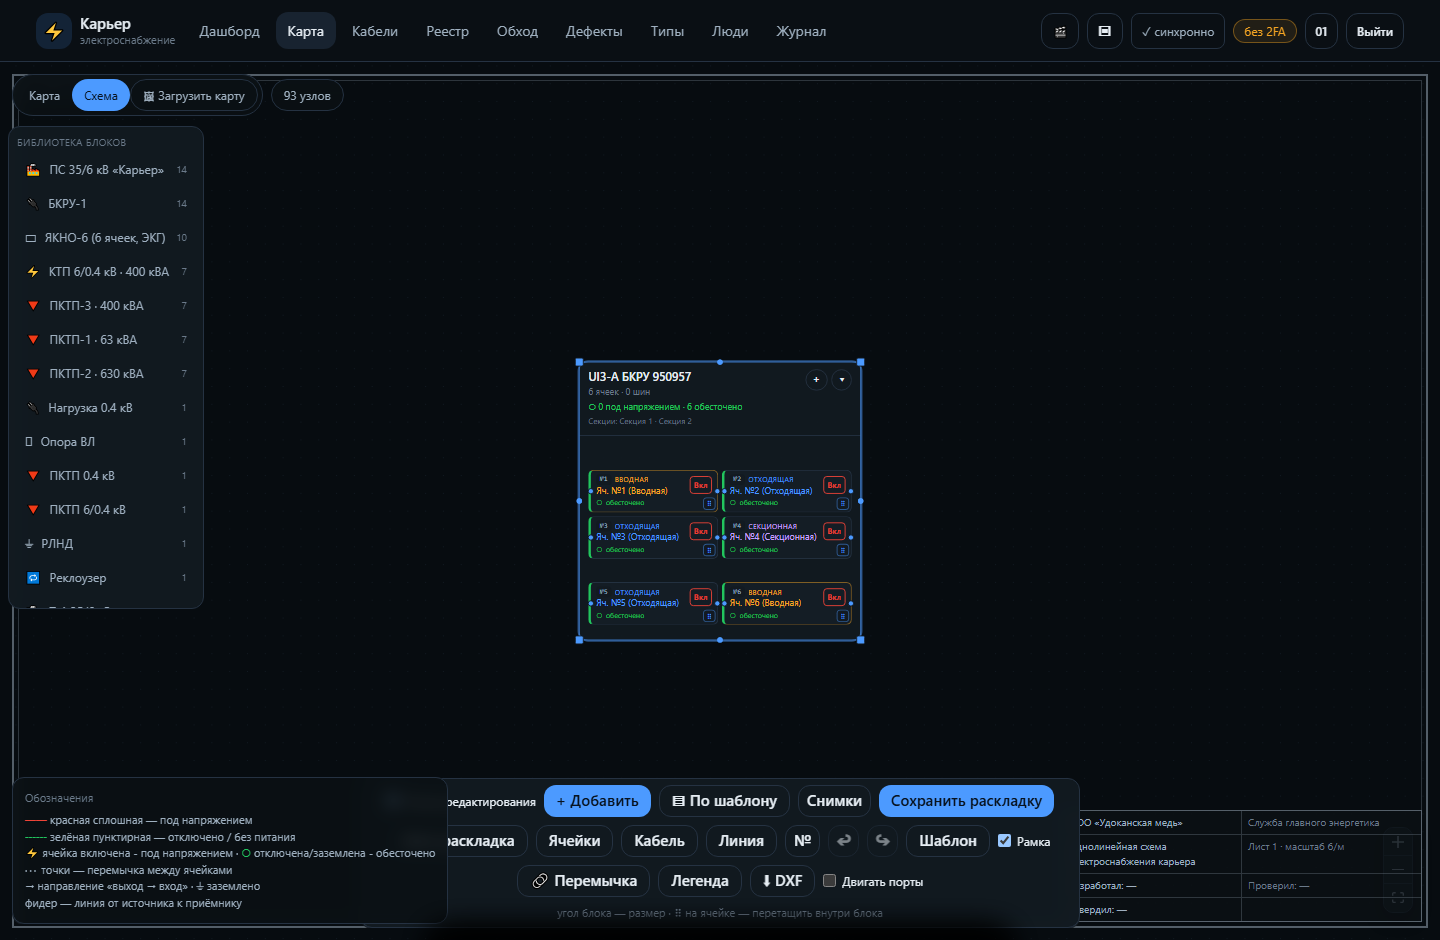 Карьер
электроснабжение
Дашборд
Карта
Кабели
Реестр
Обход
Дефекты
Типы
Люди
Журнал
✓ синхронно
без 2FA
01
Выйти
Карта
Схема
Загрузить карту
93 узлов
БИБЛИОТЕКА БЛОКОВ
ПС 35/6 кВ «Карьер» 14
БКРУ-1 14
ЯКНО-6 (6 ячеек, ЭКГ) 10
КТП 6/0.4 кВ · 400 кВА 7
ПКТП-3 · 400 кВА 7
ПКТП-1 · 63 кВА 7
ПКТП-2 · 630 кВА 7
Нагрузка 0.4 кВ 1
Опора ВЛ 1
ПКТП 0.4 кВ 1
ПКТП 6/0.4 кВ 1
РЛНД 1
Реклоузер 1
UI3-A БКРУ 950957
+ ▾
6 ячеек · 0 шин
0 под напряжением · 6 обесточено
Секции: Секция 1 · Секция 2
№1 ВВОДНАЯ
Яч. №1 (Вводная)
обесточено
Вкл
№2 ОТХОДЯЩАЯ
Яч. №2 (Отходящая)
обесточено
Вкл
№3 ОТХОДЯЩАЯ
Яч. №3 (Отходящая)
обесточено
Вкл
№4 СЕКЦИОННАЯ
Яч. №4 (Секционная)
обесточено
Вкл
№5 ОТХОДЯЩАЯ
Яч. №5 (Отходящая)
обесточено
Вкл
№6 ВВОДНАЯ
Яч. №6 (Вводная)
обесточено
Вкл
Обозначения
красная сплошная — под напряжением
зелёная пунктирная — отключено / без питания
ячейка включена - под напряжением · отключена/заземлена - обесточено
точки — перемычка между ячейками
→ направление «выход → вход» · ⏚ заземлено
фидер — линия от источника к приёмнику
редактирования
+ Добавить
По шаблону
Снимки
Сохранить раскладку
раскладка
Ячейки
Кабель
Линия
№
Шаблон
Рамка
Перемычка
Легенда
⬇ DXF
Двигать порты
угол блока — размер · ⠿ на ячейке — перетащить внутри блока
ОО «Удоканская медь»
Служба главного энергетика
днолинейная схема
ектроснабжения карьера
Лист 1 · масштаб б/м
зработал: —
Проверил: —
вердил: —